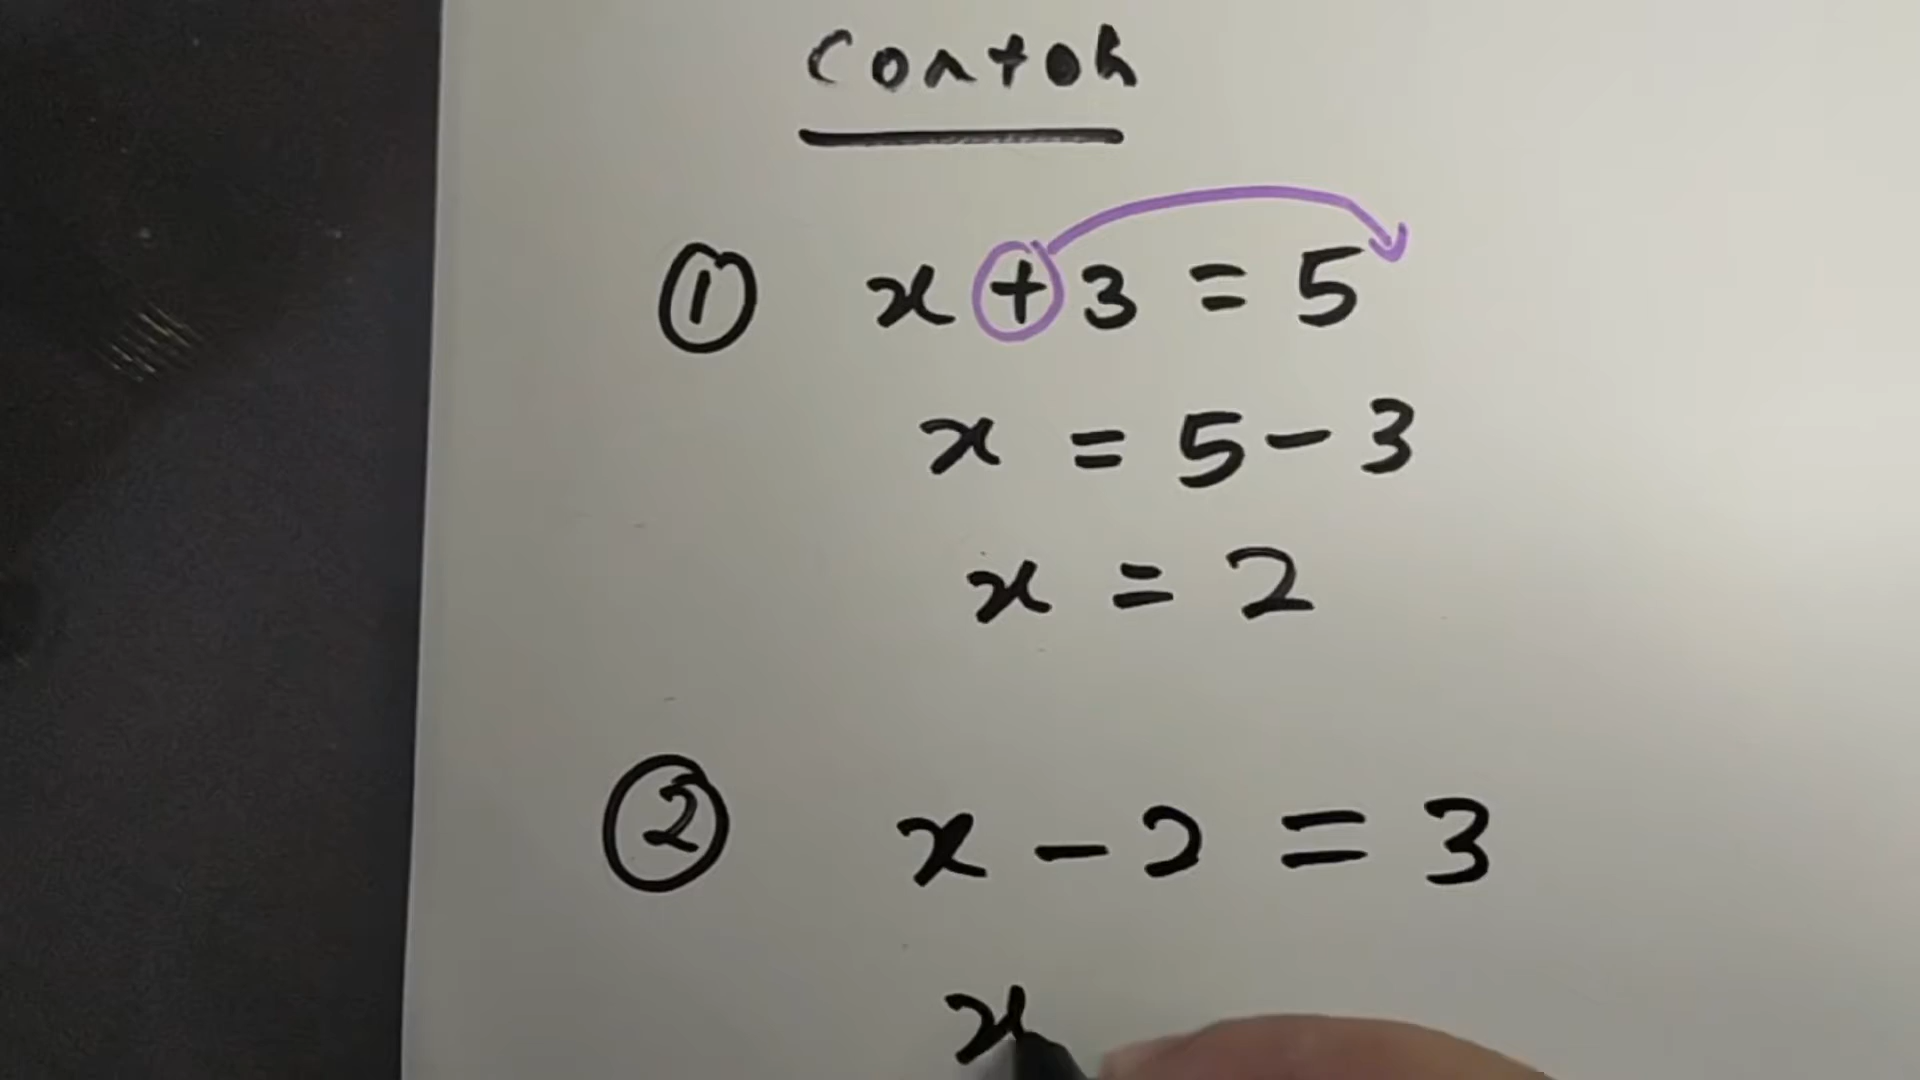 Contoh
① x + 3 = 5
x = 5 - 3
x = 2
② x - 2 = 3
x